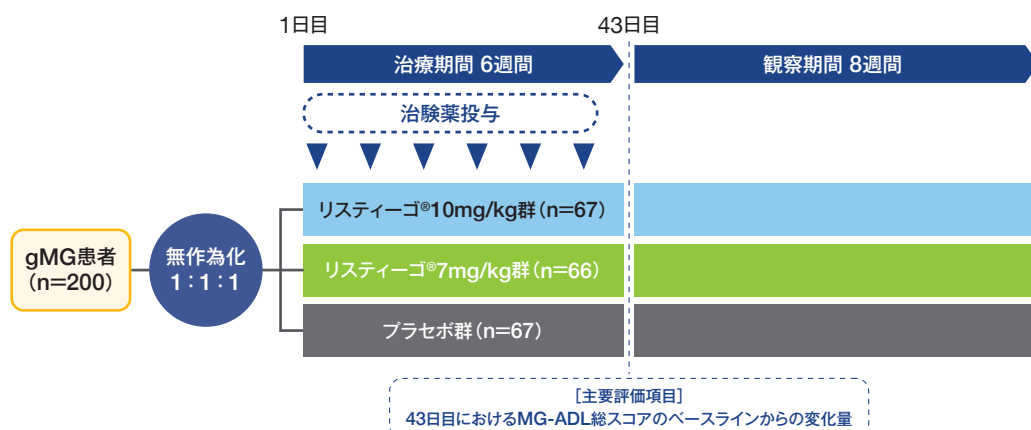 1日目
43日目
治療期間 6週間
観察期間 8週間
治験薬投与
リスティーゴ®10mg/kg群(n=67)
gMG患者
(n=200)
無作為化
1:1:1
リスティーゴ®7mg/kg群(n=66)
プラセボ群(n=67)
[主要評価項目]
43日目におけるMG-ADL総スコアのベースラインからの変化量